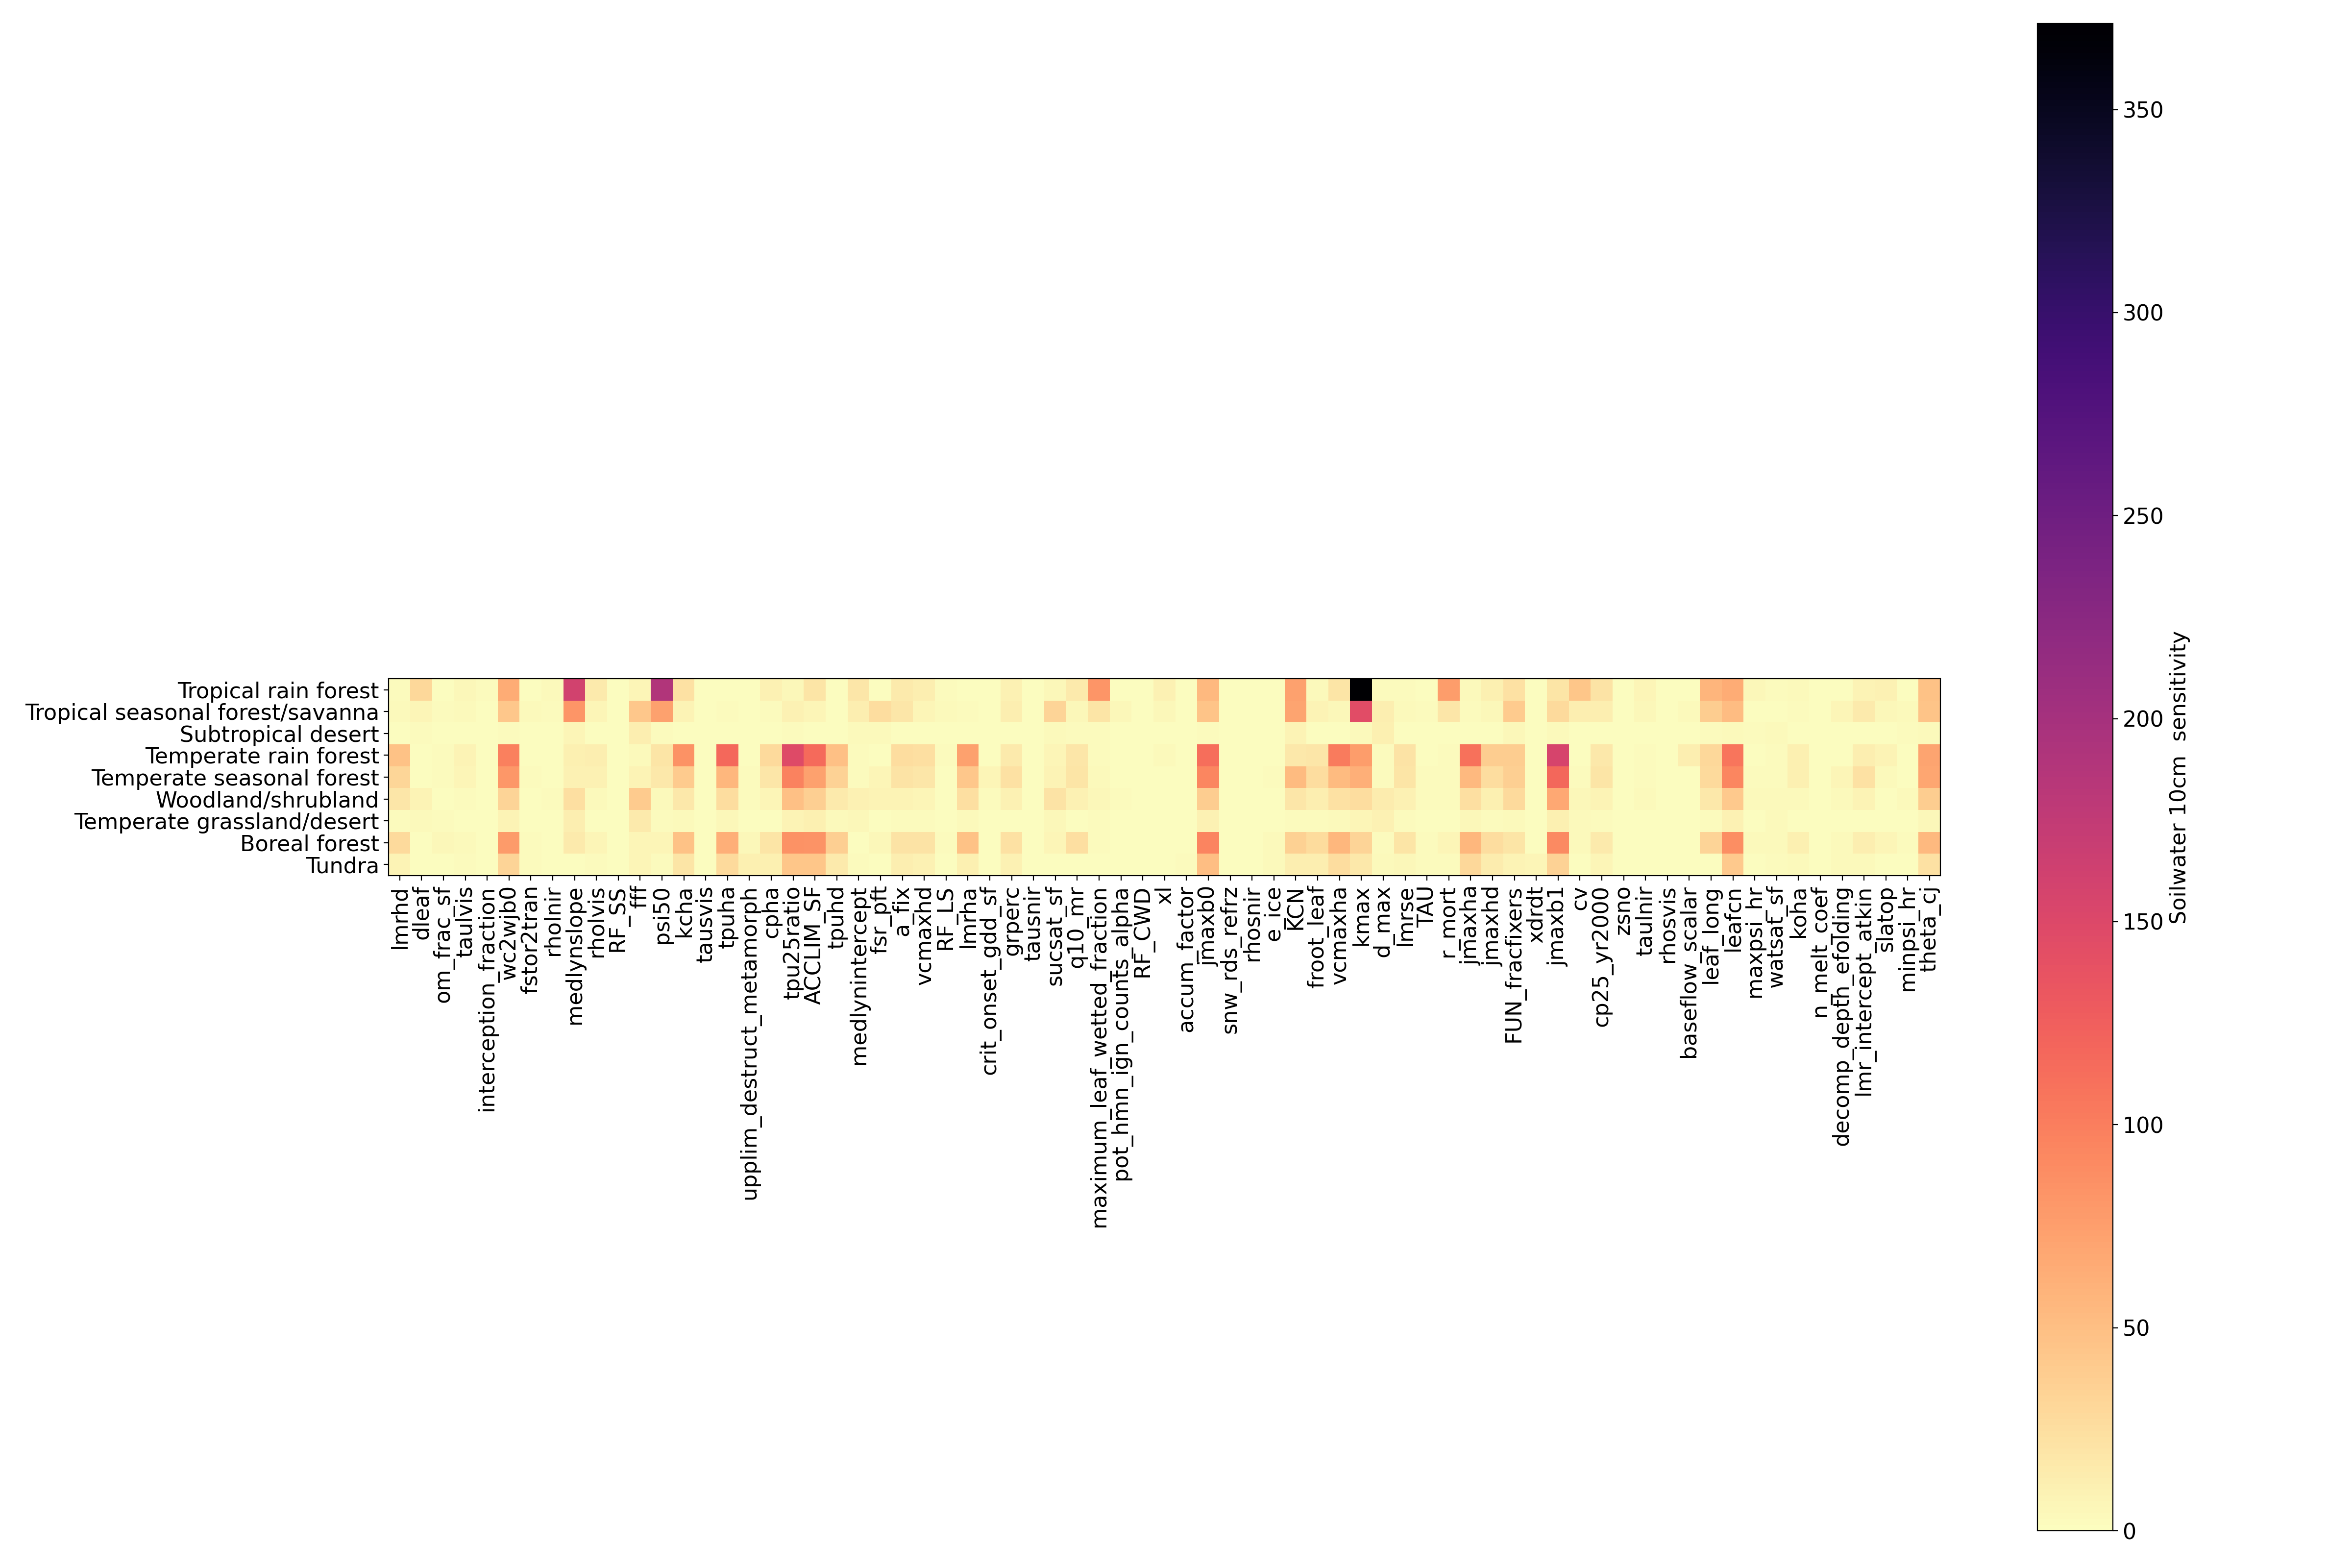 350
300
250
200
150
100
50
0
Soilwater 10cm  sensitivity
Tropical rain forest
Tropical seasonal forest/savanna
Subtropical desert
Temperate rain forest
Temperate seasonal forest
Woodland/shrubland
Temperate grassland/desert
Boreal forest
Tundra
lmrhd
dleaf
om_frac_sf
taulvis
interception_fraction
wc2wjb0
fstor2tran
rholnir
medlynslope
rholvis
RF_SS
fff
psi50
kcha
tausvis
tpuha
upplim_destruct_metamorph
cpha
tpu25ratio
ACCLIM_SF
tpuhd
medlynintercept
fsr_pft
a_fix
vcmaxhd
RF_LS
lmrha
crit_onset_gdd_sf
grperc
tausnir
sucsat_sf
q10_mr
maximum_leaf_wetted_fraction
pot_hmn_ign_counts_alpha
RF_CWD
xl
accum_factor
jmaxb0
snw_rds_refrz
rhosnir
e_ice
KCN
froot_leaf
vcmaxha
kmax
d_max
lmrse
TAU
r_mort
jmaxha
jmaxhd
FUN_fracfixers
xdrdt
jmaxb1
cv
cp25_yr2000
zsno
taulnir
rhosvis
baseflow_scalar
leaf_long
leafcn
maxpsi_hr
watsat_sf
koha
n_melt_coef
decomp_depth_efolding
lmr_intercept_atkin
slatop
minpsi_hr
theta_cj